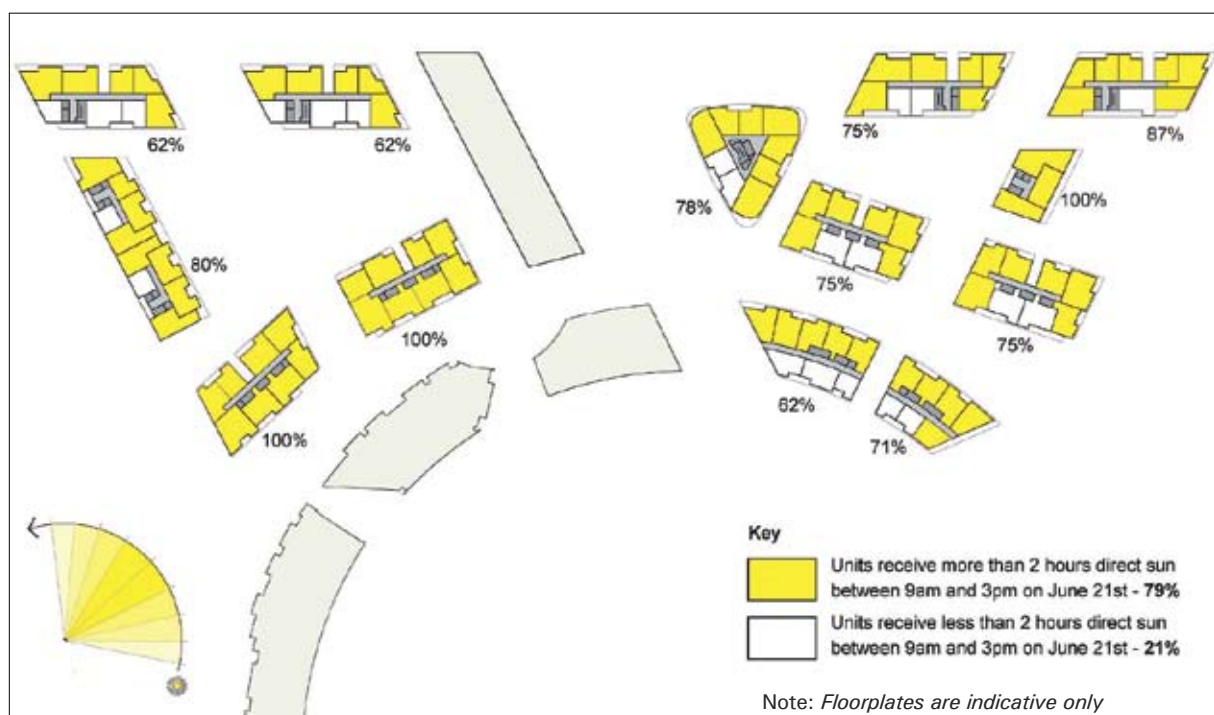 62%
62%
75%
87%
78%
100%
80%
75%
100%
75%
62%
100%
71%
Key
Units receive more than 2 hours direct sun
between 9am and 3pm on June 21st - 79%
Units receive less than 2 hours direct sun
between 9am and 3pm on June 21st - 21%
Note: Floorplates are indicative only